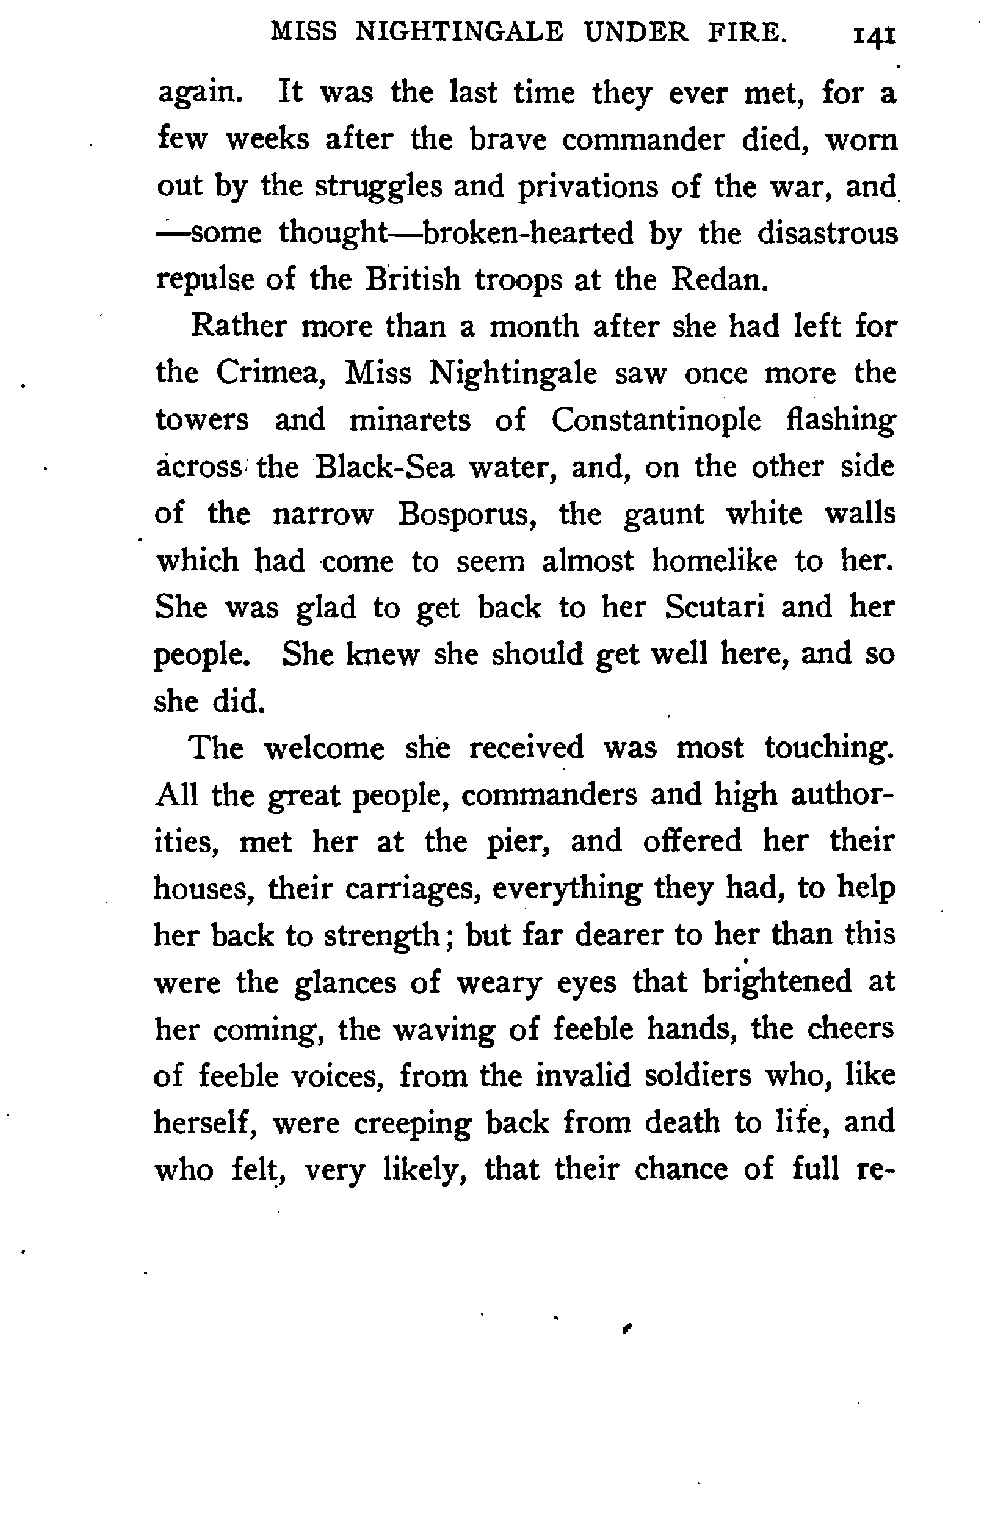 MISS NIGHTINGALE UNDER FIRE. 141
again. It was the last time they ever met, for a
few weeks after the brave commander died, worn
out by the struggles and privations of the war, and
—some thought—broken-hearted by the disastrous
repulse of the British troops at the Redan.
Rather more than a month after she had left for
the Crimea, Miss Nightingale saw once more the
towers and minarets of Constantinople flashing
across the Black-Sea water, and, on the other side
of the narrow Bosporus, the gaunt white walls
which had come to seem almost homelike to her.
She was glad to get back to her Scutari and her
people. She knew she should get well here, and so
she did.
The welcome she received was most touching.
All the great people, commanders and high author-
ities, met her at the pier, and offered her their
houses, their carriages, everything they had, to help
her back to strength; but far dearer to her than this
were the glances of weary eyes that brightened at
her coming, the waving of feeble hands, the cheers
of feeble voices, from the invalid soldiers who, like
herself, were creeping back from death to life, and
who felt, very likely, that their chance of full re-